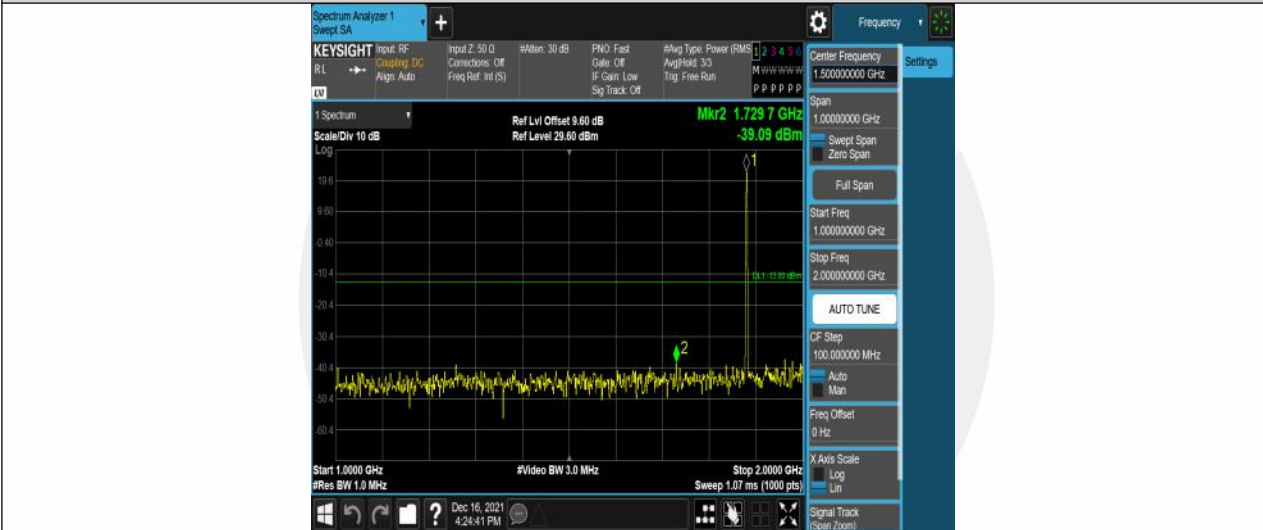 Spectrum Analyzer 1
Swept SA
+
Frequency
KEYSIGHT
RL
LV
Input: RF
Coupling: DC
Align: Auto
Input Z: 50 Ω
Corrections: Off
Freq Ref: Int (S)
#Atten: 30 dB
PNO: Fast
Gate: Off
IF Gain: Low
Sig Track: Off
#Avg Type: Power (RMS
Avg|Hold: 3/3
Trig: Free Run
1 2 3 4 5 6
M W W W W W
P P P P P P
1 Spectrum
Scale/Div 10 dB
Log
Ref Lvl Offset 9.60 dB
Ref Level 29.60 dBm
Mkr2 1.729 7 GHz
-39.09 dBm
1
19.6
9.60
-0.40
-10.4
DL1 -13.00 dBm
-20.4
-30.4
2
-40.4
-50.4
-60.4
Start 1.0000 GHz
#Res BW 1.0 MHz
#Video BW 3.0 MHz
Stop 2.0000 GHz
Sweep 1.07 ms (1000 pts)
?
Dec 16, 2021
4:24:41 PM
Center Frequency
1.500000000 GHz
Settings
Span
1.00000000 GHz
Swept Span
Zero Span
Full Span
Start Freq
1.000000000 GHz
Stop Freq
2.000000000 GHz
AUTO TUNE
CF Step
100.000000 MHz
Auto
Man
Freq Offset
0 Hz
X Axis Scale
Log
Lin
Signal Track
(Span Zoom)